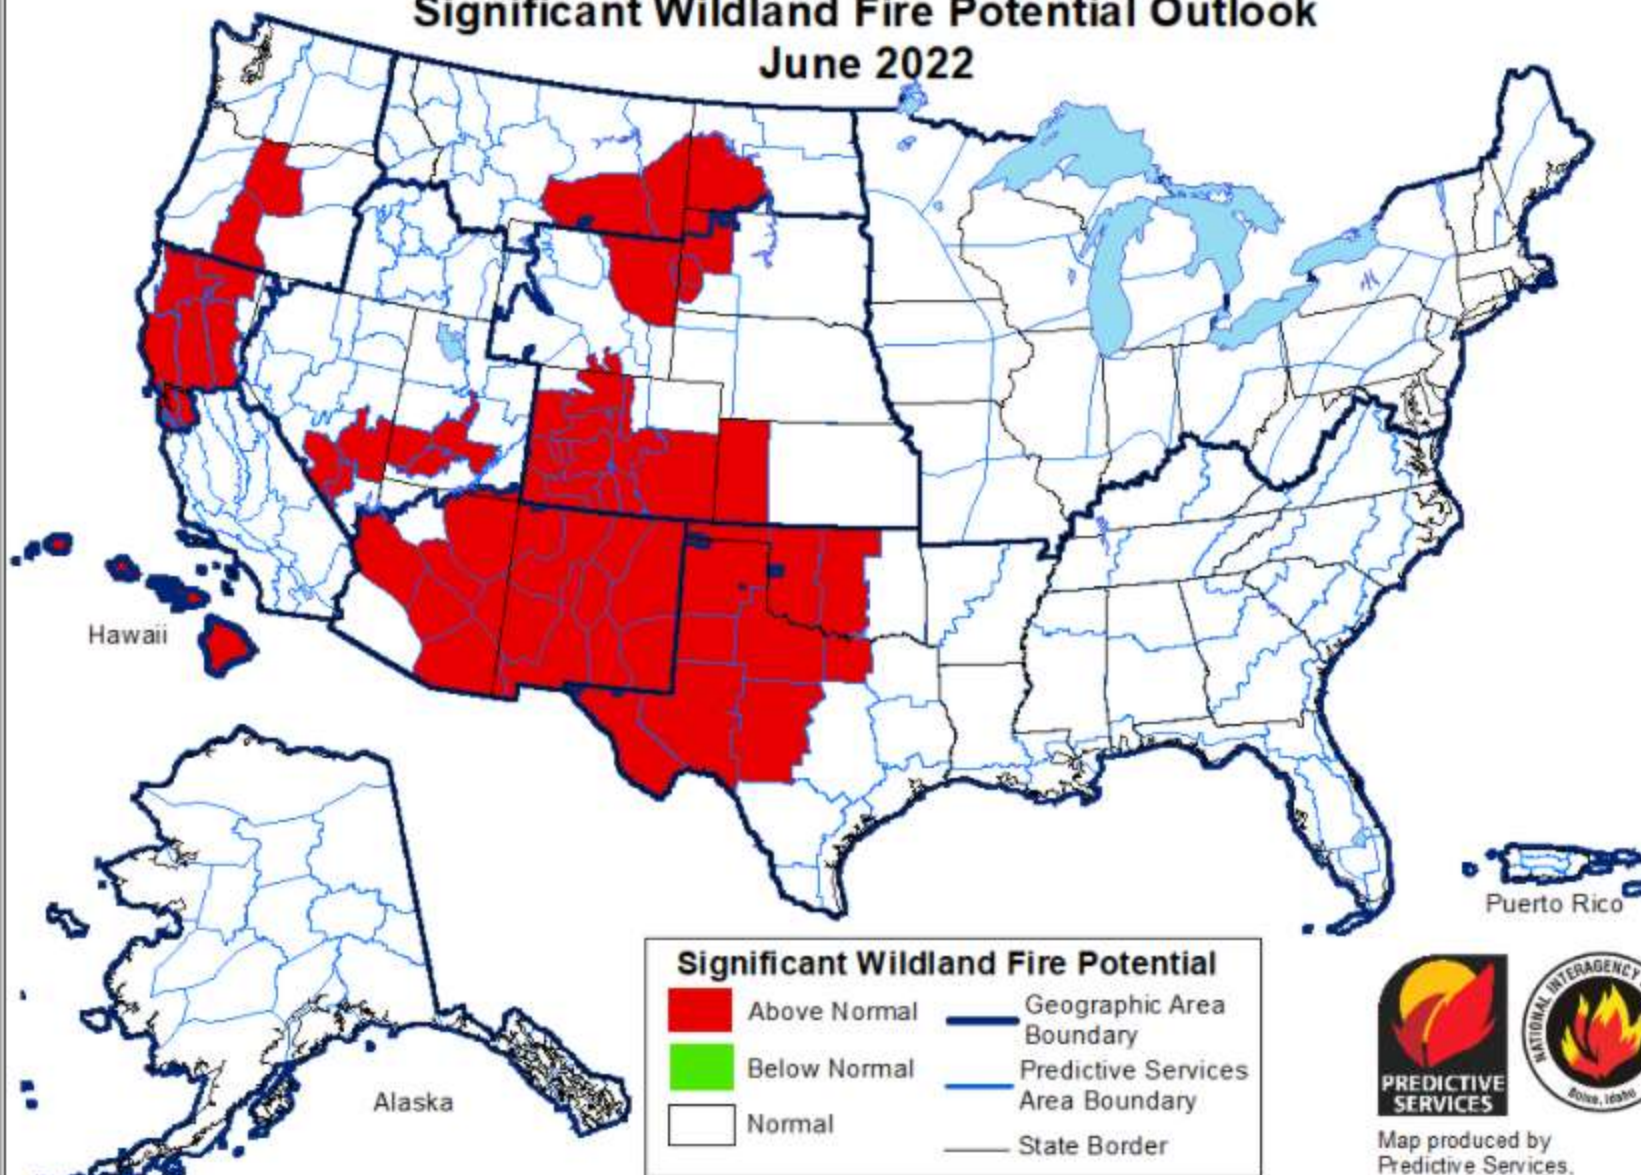 Significant Wildland Fire Potential Outlook
June 2022
Hawaii
Alaska
Puerto Rico
Significant Wildland Fire Potential
Above Normal
Below Normal
Normal
Geographic Area
Boundary
Predictive Services
Area Boundary
State Border
PREDICTIVE
SERVICES
NATIONAL INTERAGENCY
Boise, Idaho
Map produced by
Predictive Services,